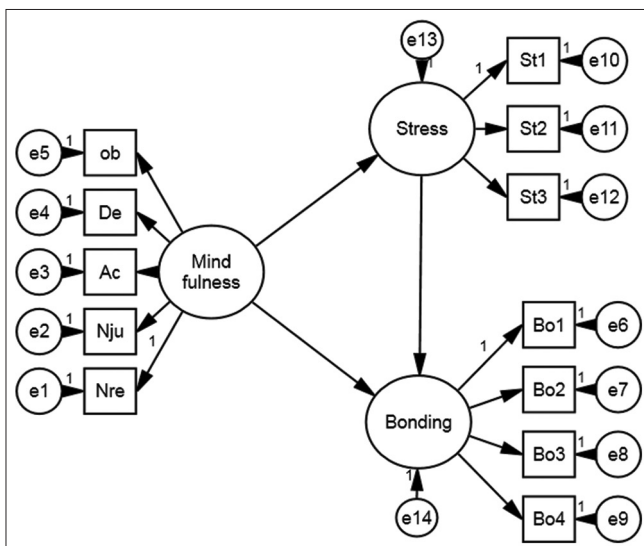 e13
1
St1
1
e10
1
Stress
St2
1
e11
St3
1
e12
e5
1
ob
e4
1
De
e3
1
Ac
Mind
fulness
e2
1
Nju
1
e1
1
Nre
Bo1
1
e6
1
Bo2
1
e7
Bonding
Bo3
1
e8
1
e14
Bo4
1
e9